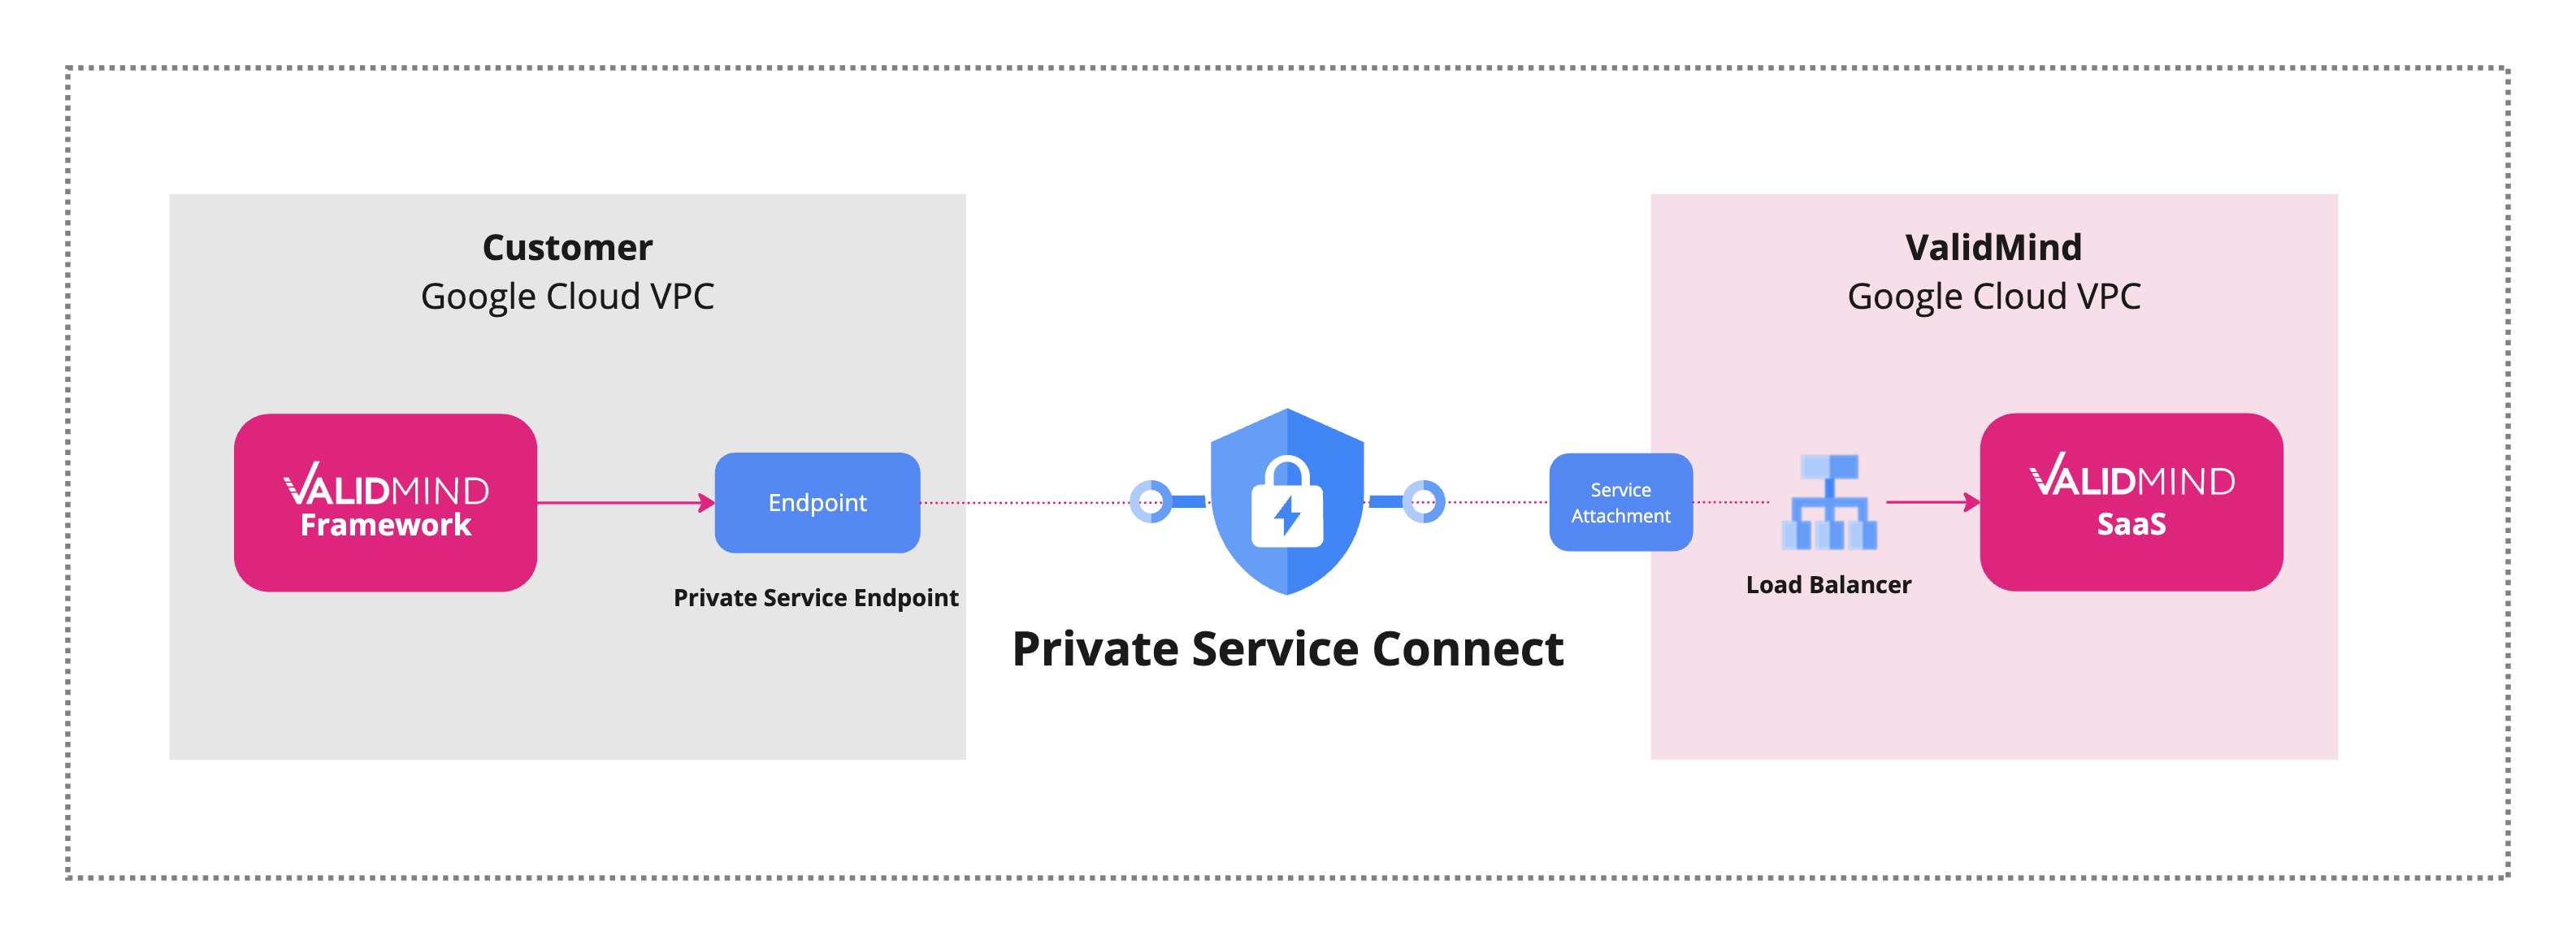 Customer
Google Cloud VPC
VALIDMIND
Framework
Endpoint
Private Service Endpoint
Private Service Connect
Service
Attachment
ValidMind
Google Cloud VPC
Load Balancer
VALIDMIND
SaaS